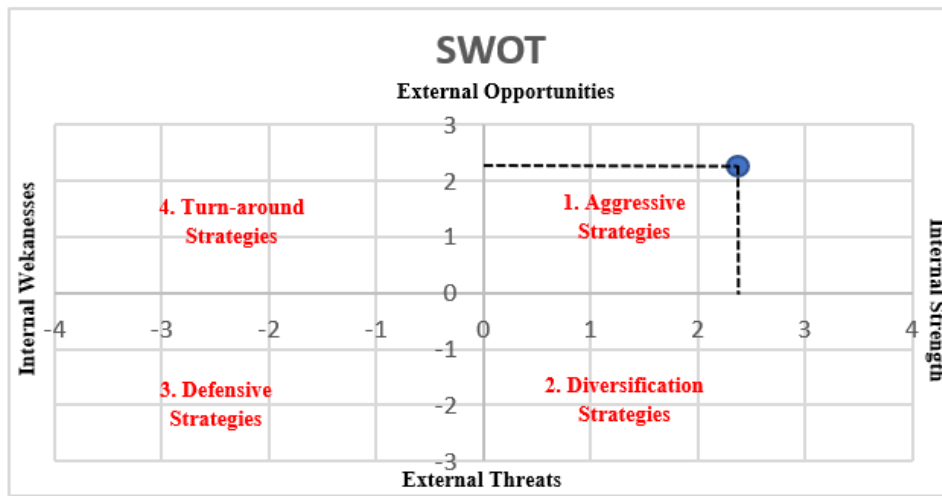 SWOT
External Opportunities
3
2
1
0
-1
-2
-3
-4 -3 -2 -1 0 1 2 3 4
4. Turn-around
Strategies
1. Aggressive
Strategies
3. Defensive
Strategies
2. Diversification
Strategies
Internal Wekanesses
Internal Strength
External Threats